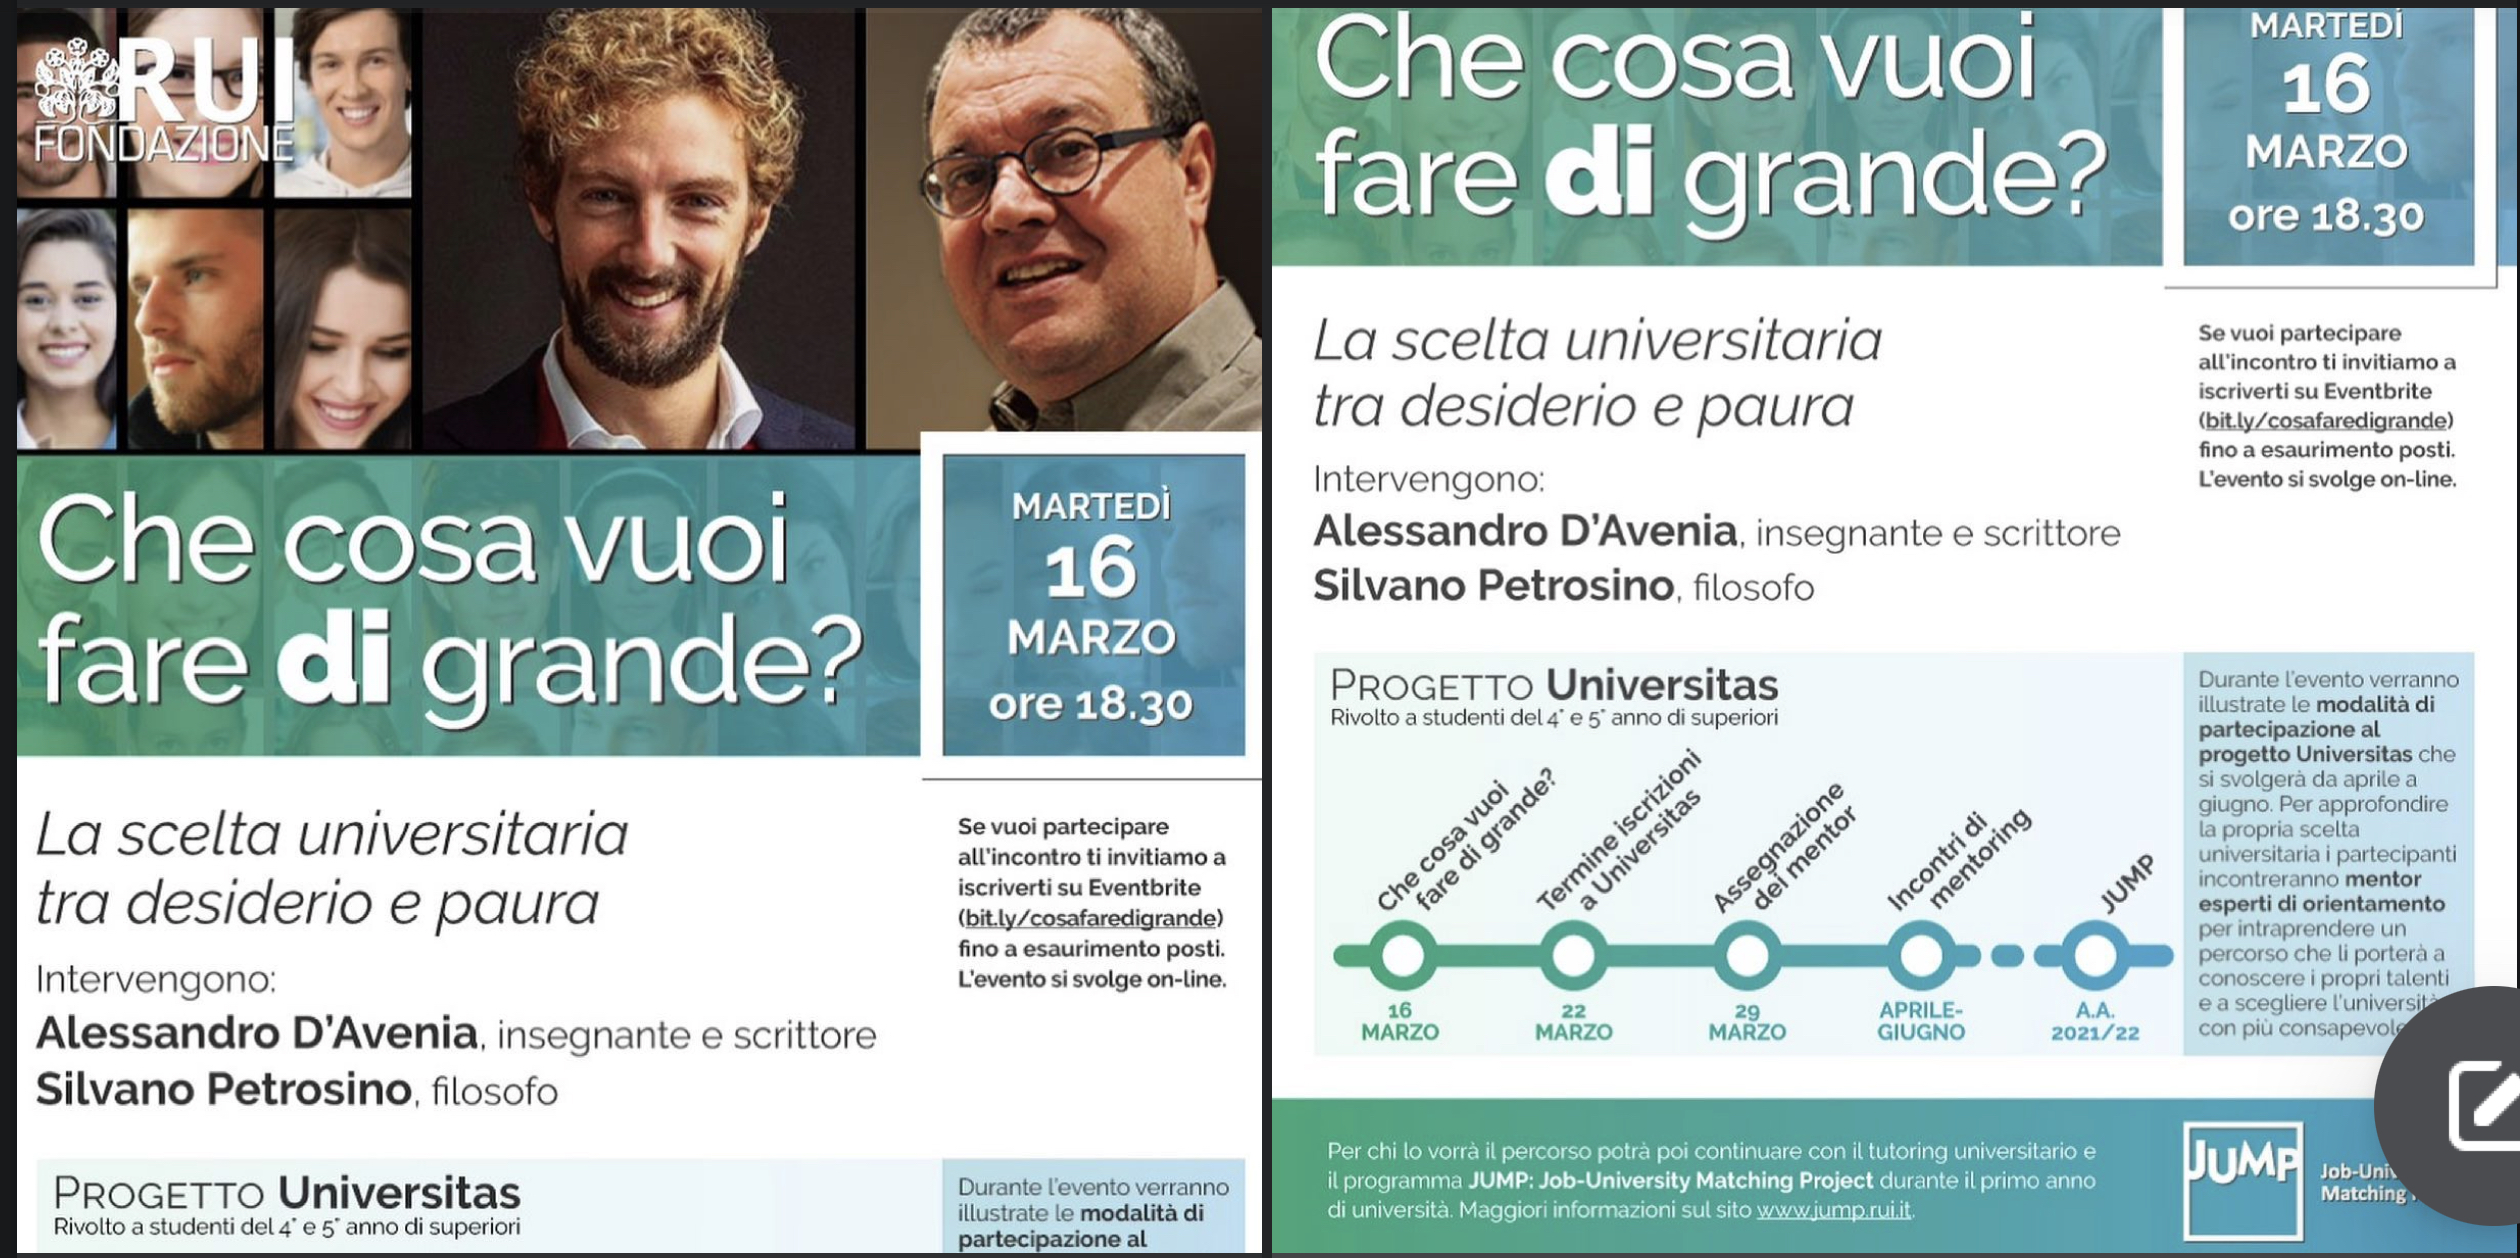 RUI
FONDAZIONE
Che cosa vuoi
fare di grande?
MARTEDÌ
16
MARZO
ore 18.30
La scelta universitaria
tra desiderio e paura
Intervengono:
Alessandro D'Avenia, insegnante e scrittore
Silvano Petrosino, filosofo
Se vuoi partecipare
all'incontro ti invitiamo a
iscriverti su Eventbrite
(bit.ly/cosafaredigrande)
fino a esaurimento posti.
L'evento si svolge on-line.
PROGETTO Universitas
Rivolto a studenti del 4° e 5° anno di superiori
Durante l'evento verranno
illustrate le modalità di
partecipazione al
Che cosa vuoi
fare di grande?
MARTEDÌ
16
MARZO
ore 18.30
La scelta universitaria
tra desiderio e paura
Intervengono:
Alessandro D'Avenia, insegnante e scrittore
Silvano Petrosino, filosofo
Se vuoi partecipare
all'incontro ti invitiamo a
iscriverti su Eventbrite
(bit.ly/cosafaredigrande)
fino a esaurimento posti.
L'evento si svolge on-line.
PROGETTO Universitas
Rivolto a studenti del 4° e 5° anno di superiori
Che cosa vuoi
fare di grande?
16
MARZO
Termine iscrizioni
a Universitas
22
MARZO
Assegnazione
dei mentor
29
MARZO
Incontri di
mentoring
APRILE-
GIUGNO
JUMP
A.A.
2021/22
Durante l'evento verranno
illustrate le modalità di
partecipazione al
progetto Universitas che
si svolgerà da aprile a
giugno. Per approfondire
la propria scelta
universitaria i partecipanti
incontreranno mentor
esperti di orientamento
per intraprendere un
percorso che li porterà a
conoscere i propri talenti
e a scegliere l'università
con più
Per chi lo vorrà il percorso potrà poi continuare con il tutoring universitario e
il programma JUMP: Job-University Matching Project durante il primo anno
di università. Maggiori informazioni sul sito www.jump.rui.it.
JUMP
Matching